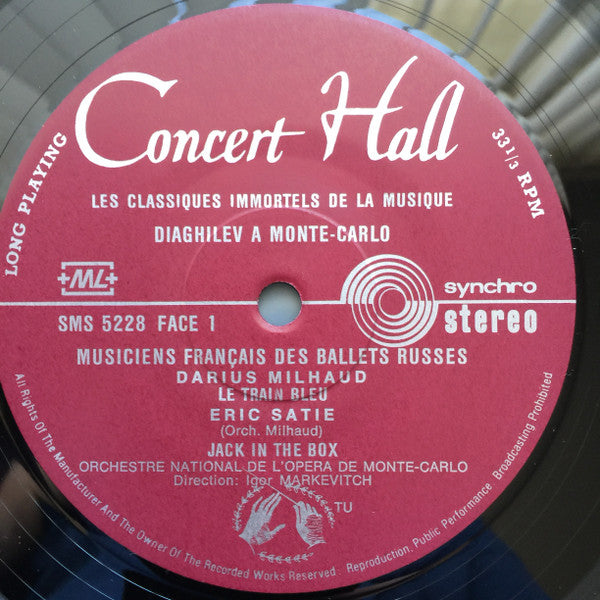 Concert Hall
LONG PLAYING
33 1/3 RPM
LES CLASSIQUES IMMORTELS DE LA MUSIQUE
DIAGHILEV A MONTE-CARLO
+ML+
synchro
stereo
SMS 5228 FACE 1
MUSICIENS FRANÇAIS DES BALLETS RUSSES
DARIUS MILHAUD
LE TRAIN BLEU
ERIC SATIE
(Orch. Milhaud)
JACK IN THE BOX
ORCHESTRE NATIONAL DE L'OPERA DE MONTE-CARLO
Direction: Igor MARKEVITCH
TU
All Rights Of The Manufacturer And The Owner Of The Recorded Works Reserved. Reproduction. Public Performance. Broadcasting Prohibited